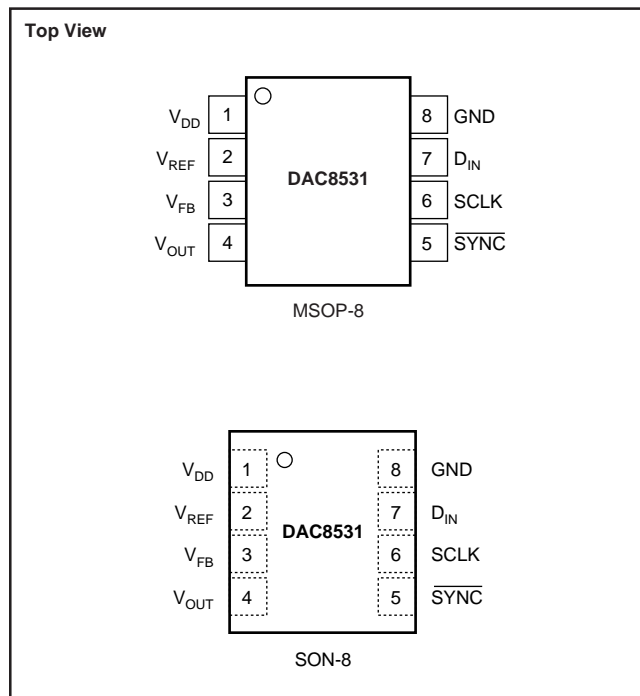 Top View
V_DD 1 8 GND
V_REF 2 7 D_IN
DAC8531
V_FB 3 6 SCLK
V_OUT 4 5 S̅Y̅N̅C̅
MSOP-8
V_DD 1 8 GND
V_REF 2 7 D_IN
DAC8531
V_FB 3 6 SCLK
V_OUT 4 5 S̅Y̅N̅C̅
SON-8